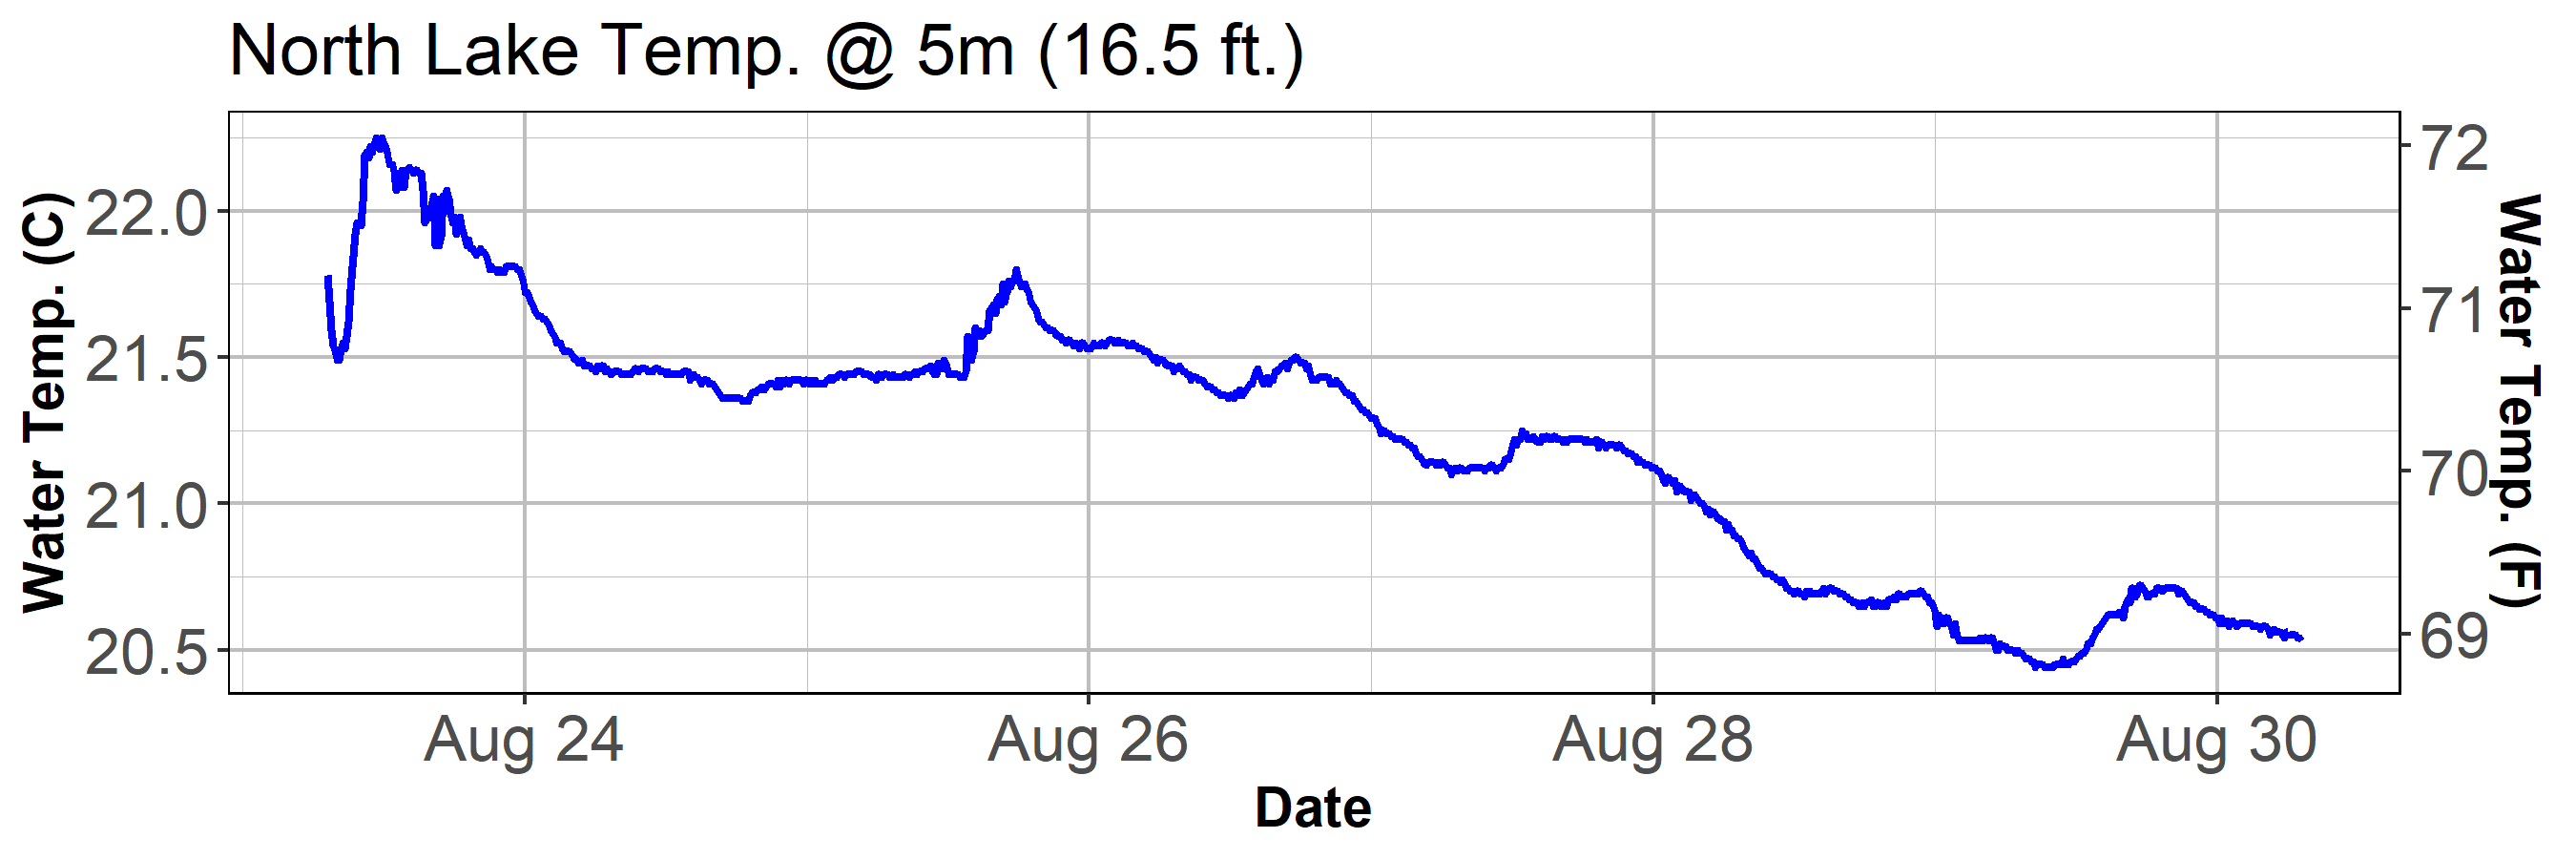 North Lake Temp. @ 5m (16.5 ft.)
Water Temp. (C)
22.0
21.5
21.0
20.5
72
71
70
69
Water Temp. (F)
Aug 24 Aug 26 Aug 28 Aug 30
Date